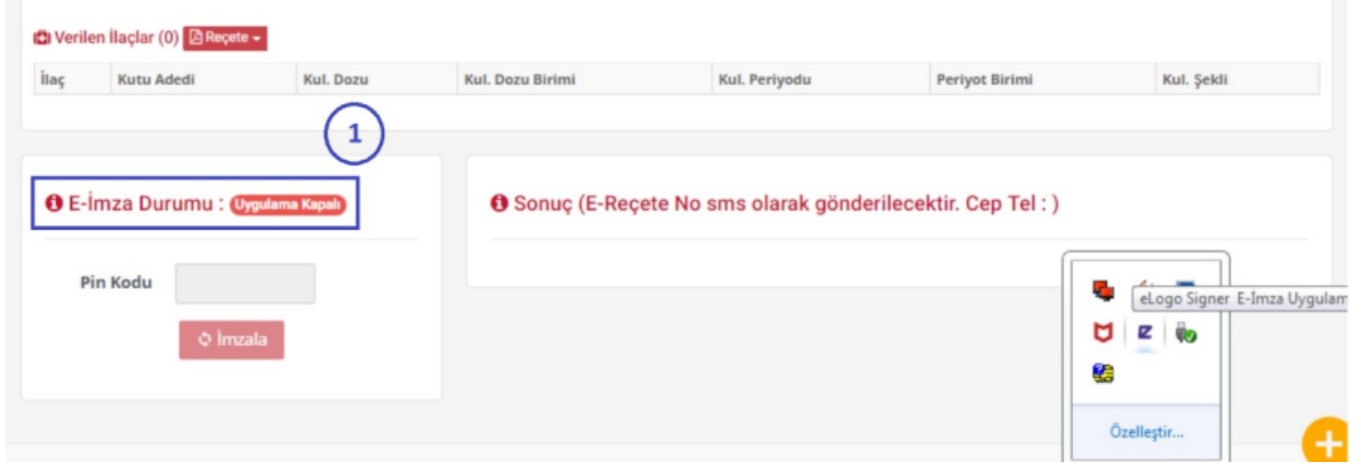 Verilen İlaçlar (0) Reçete
İlaç Kutu Adedi Kul. Dozu Kul. Dozu Birimi Kul. Periyodu Periyot Birimi Kul. Şekli
1
E-İmza Durumu : Uygulama Kapalı
Sonuç (E-Reçete No sms olarak gönderilecektir. Cep Tel : )
Pin Kodu
İmzala
eLogo Signer E-İmza Uygulam
Özelleştir...